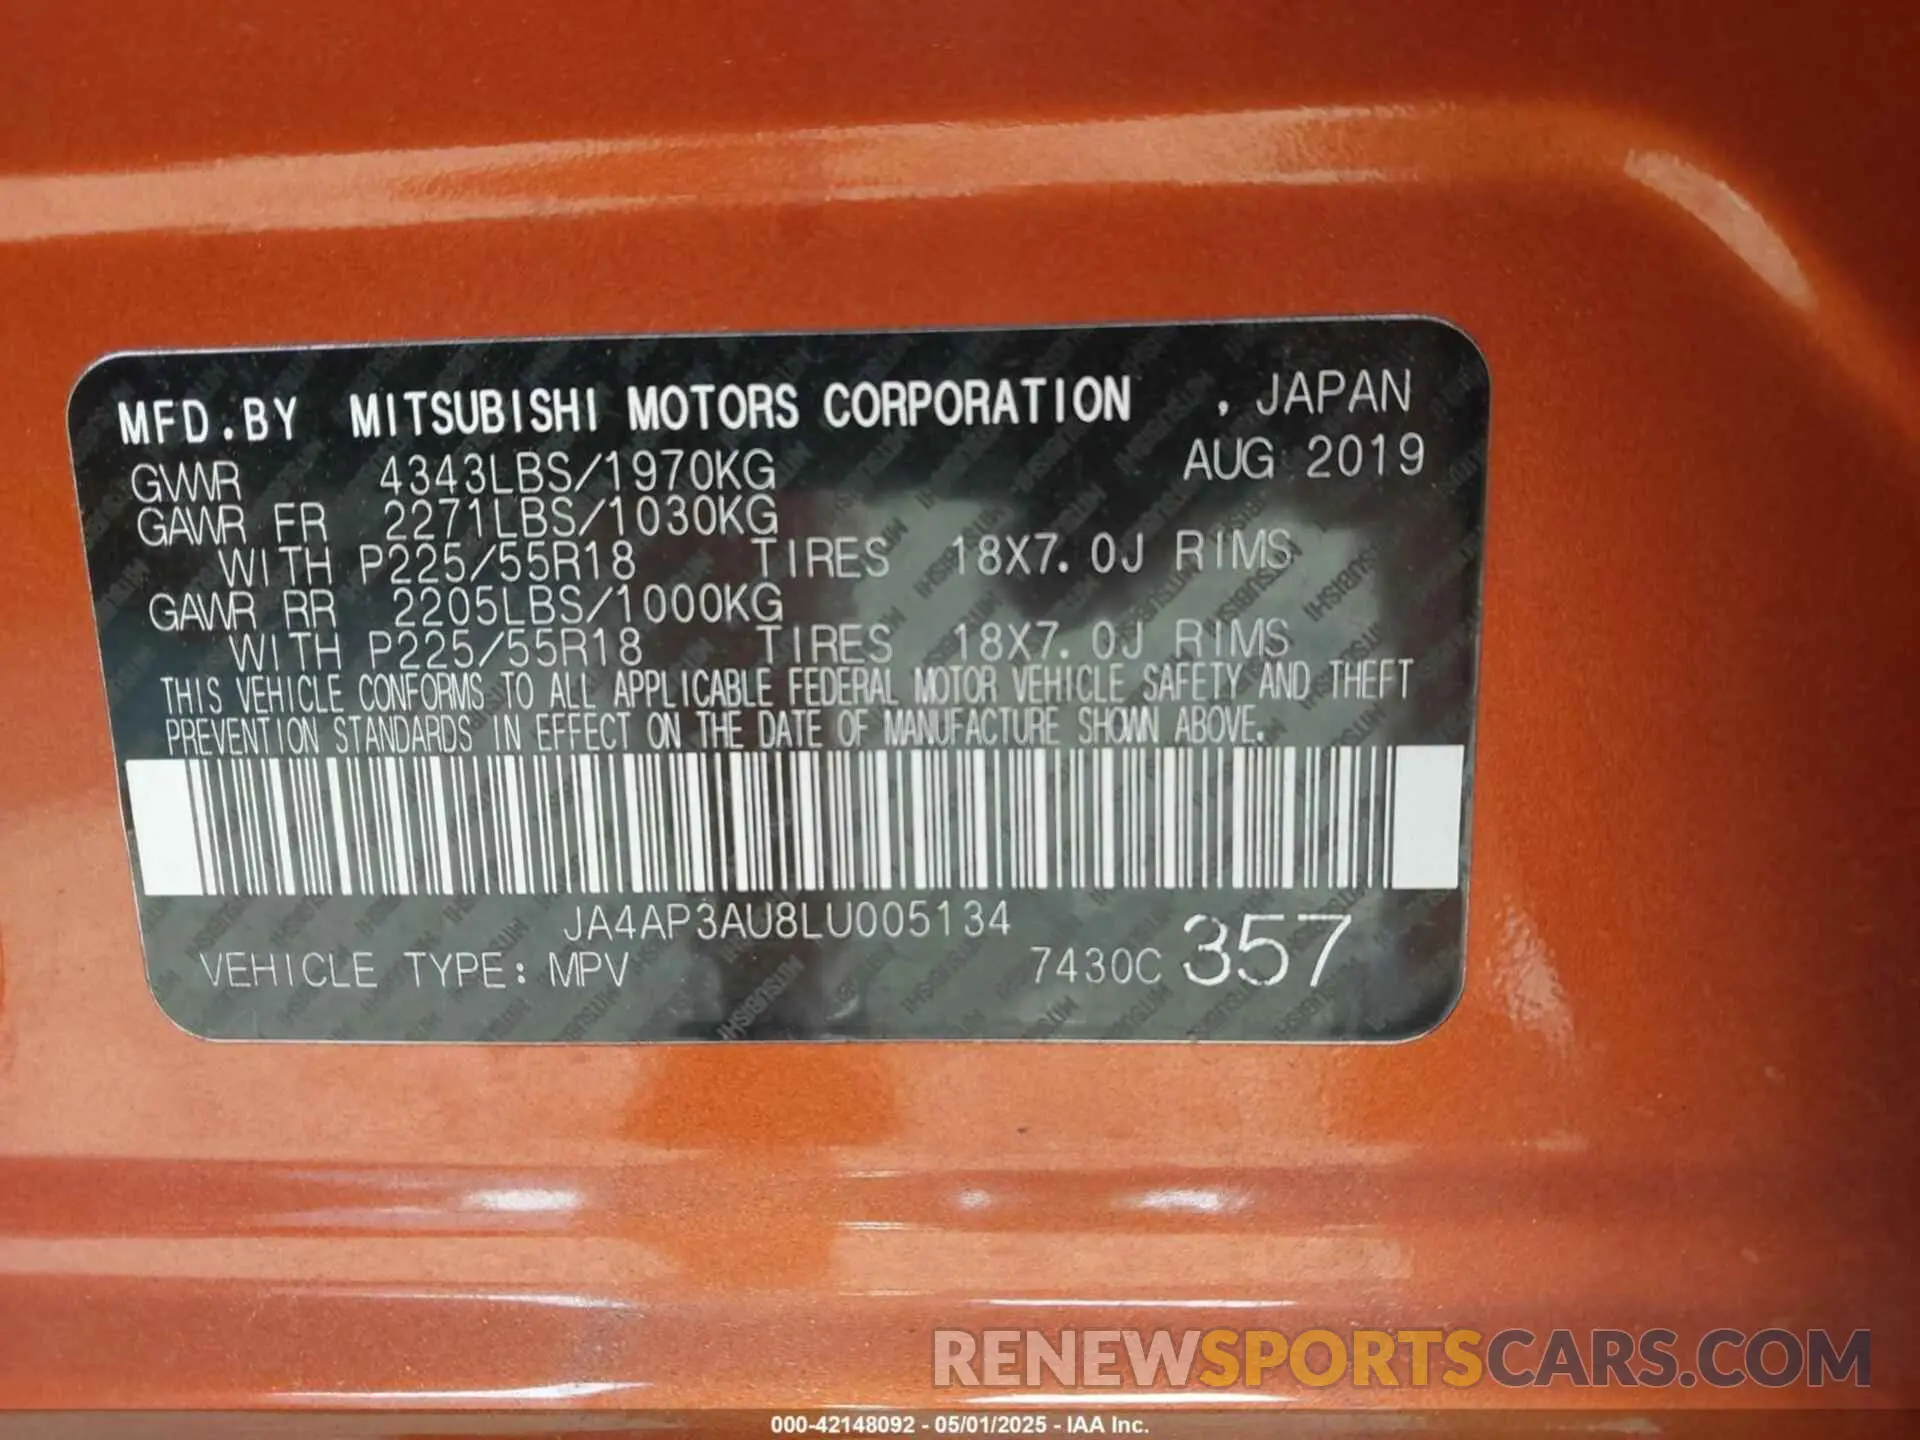 MFD.BY MITSUBISHI MOTORS CORPORATION , JAPAN
GVWR 4343LBS/1970KG AUG 2019
GAWR FR 2271LBS/1030KG
WITH P225/55R18 TIRES 18X7.0J RIMS
GAWR RR 2205LBS/1000KG
WITH P225/55R18 TIRES 18X7.0J RIMS
THIS VEHICLE CONFORMS TO ALL APPLICABLE FEDERAL MOTOR VEHICLE SAFETY AND THEFT
PREVENTION STANDARDS IN EFFECT ON THE DATE OF MANUFACTURE SHOWN ABOVE.
JA4AP3AU8LU005134
VEHICLE TYPE: MPV 7430C 357
RENEWSPORTSCARS.COM
000-42148092 - 05/01/2025 - IAA Inc.